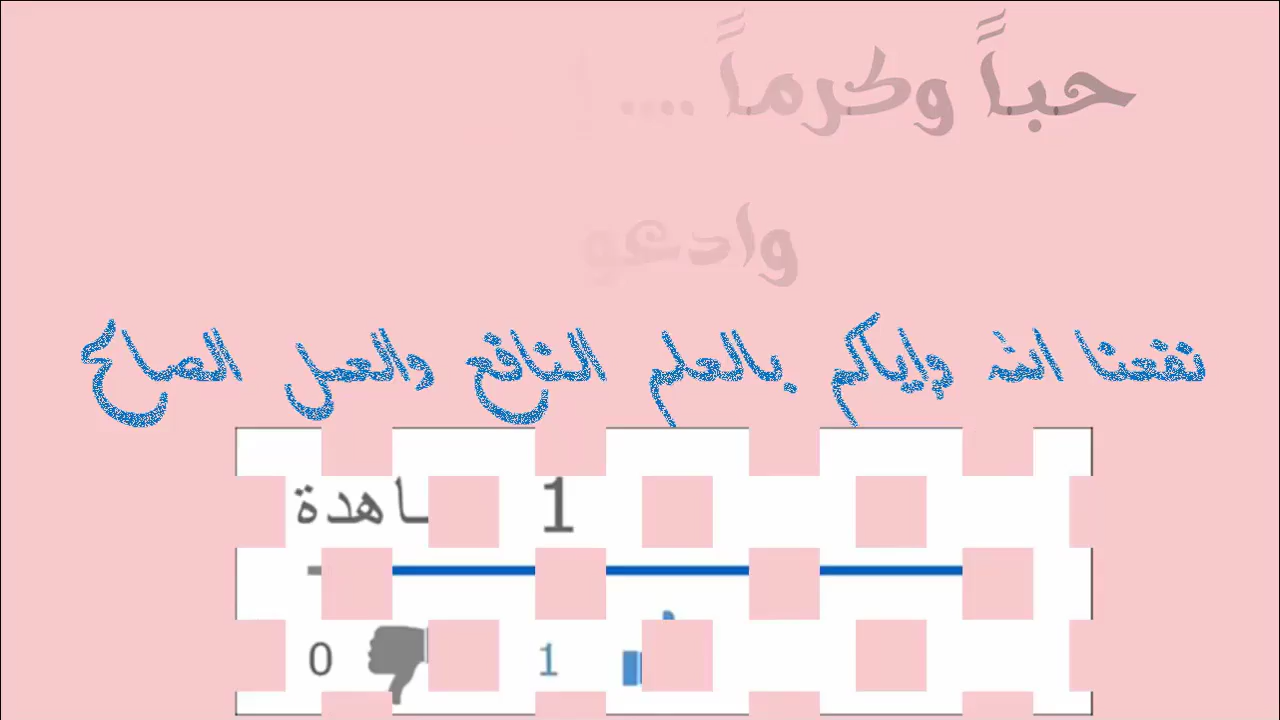 حباً وكرماً ....
وادعو
نفعنا الله وإياكم بالعلم النافع والعمل الصالح
1
1 0